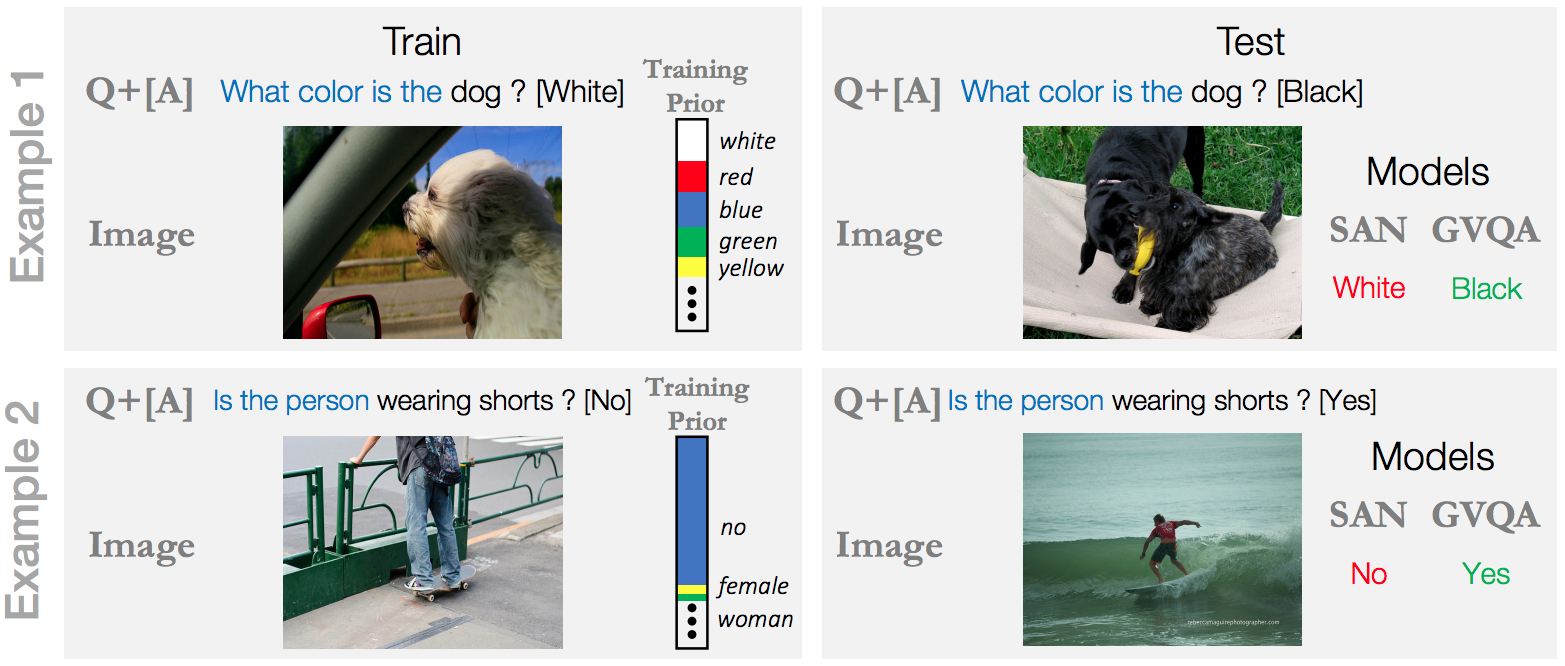 Example 1
Train
Q+[A] What color is the dog ? [White]
Training
Prior
Image
white
red
blue
green
yellow
Test
Q+[A] What color is the dog ? [Black]
Image
Models
SAN GVQA
White Black
Example 2
Q+[A] Is the person wearing shorts ? [No]
Training
Prior
Image
no
female
woman
Q+[A] Is the person wearing shorts ? [Yes]
Image
Models
SAN GVQA
No Yes
rebeccamaguirephotographer.com